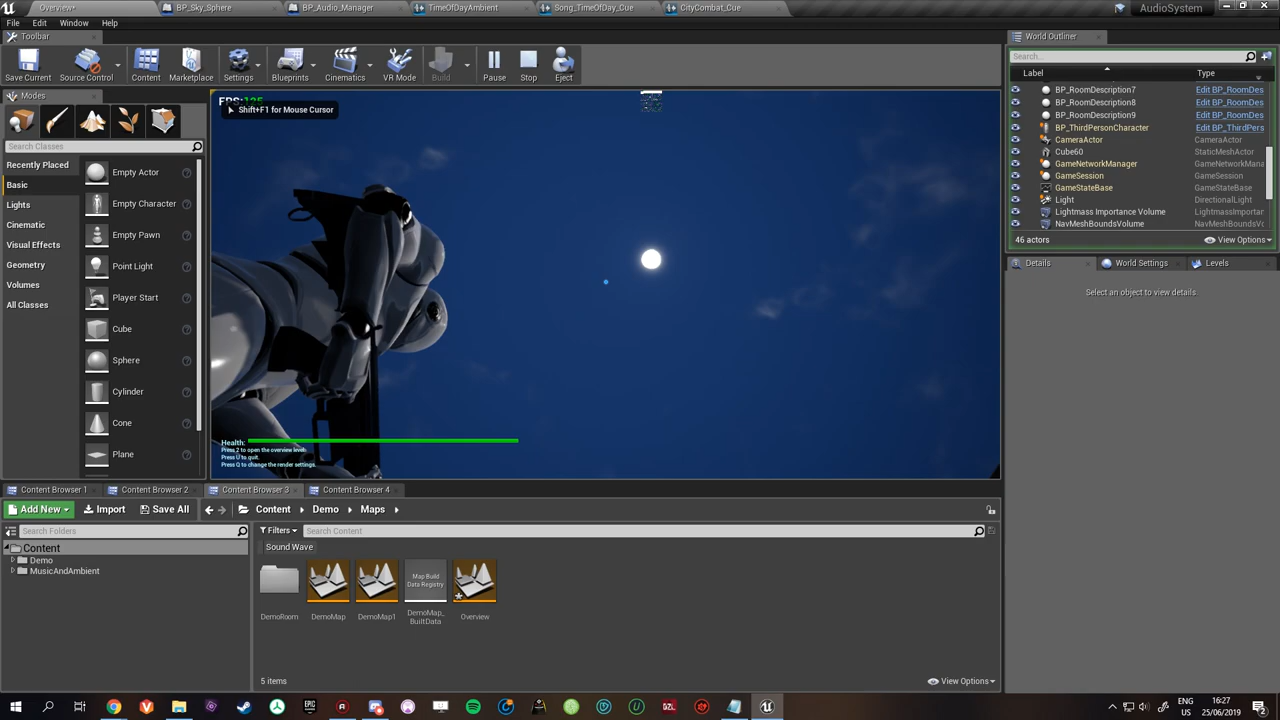 Overview*
BP_Sky_Sphere
BP_Audio_Manager
TimeOfDayAmbient
Song_TimeOfDay_Cue
CityCombat_Cue
AudioSystem
File Edit Window Help
Toolbar
Save Current
Source Control
Content
Marketplace
Settings
Blueprints
Cinematics
VR Mode
Build
Pause
Stop
Eject
Modes
Search Classes
Recently Placed
Basic
Lights
Cinematic
Visual Effects
Geometry
Volumes
All Classes
Empty Actor
Empty Character
Empty Pawn
Point Light
Player Start
Cube
Sphere
Cylinder
Cone
Plane
Shift+F1 for Mouse Cursor
Health:
Press Z to open the overview level.
Press U to quit.
Press Q to change the render settings.
World Outliner
Search...
Label Type
BP_RoomDescription7 Edit BP_RoomDes
BP_RoomDescription8 Edit BP_RoomDes
BP_RoomDescription9 Edit BP_RoomDes
BP_ThirdPersonCharacter Edit BP_ThirdPers
CameraActor CameraActor
Cube60 StaticMeshActor
GameNetworkManager GameNetworkMana
GameSession GameSession
GameStateBase GameStateBase
Light DirectionalLight
Lightmass Importance Volume LightmassImportar
NavMeshBoundsVolume NavMeshBoundsVo
46 actors View Options
Details
World Settings
Levels
Select an object to view details.
Content Browser 1
Content Browser 2
Content Browser 3
Content Browser 4
Add New Import Save All Content Demo Maps
Search Folders
Content
Demo
MusicAndAmbient
Filters Search Content
Sound Wave
Map Build
Data Registry
DemoRoom
DemoMap
DemoMap1
DemoMap_
BuiltData
Overview
5 items View Options
ENG
US
16:27
25/06/2019